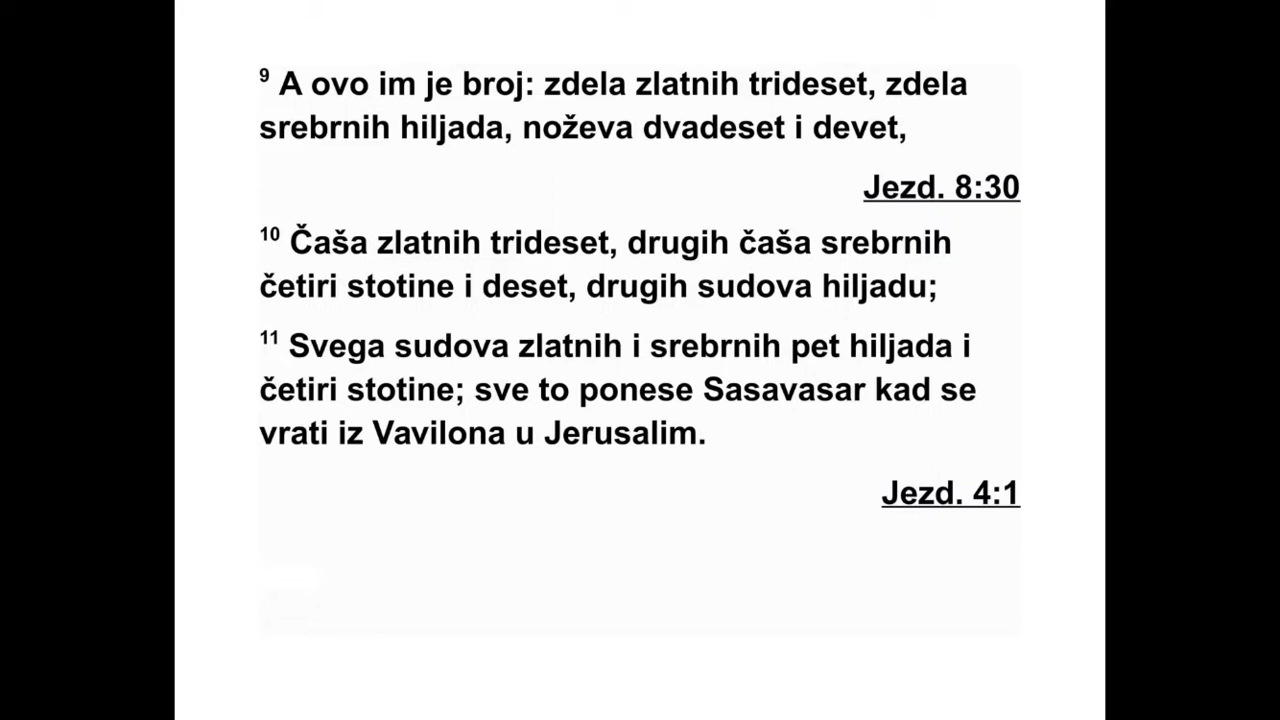 9 A ovo im je broj: zdela zlatnih trideset, zdela
srebrnih hiljada, noževa dvadeset i devet,
Jezd. 8:30
10 Čaša zlatnih trideset, drugih čaša srebrnih
četiri stotine i deset, drugih sudova hiljadu;
11 Svega sudova zlatnih i srebrnih pet hiljada i
četiri stotine; sve to ponese Sasavasar kad se
vrati iz Vavilona u Jerusalim.
Jezd. 4:1